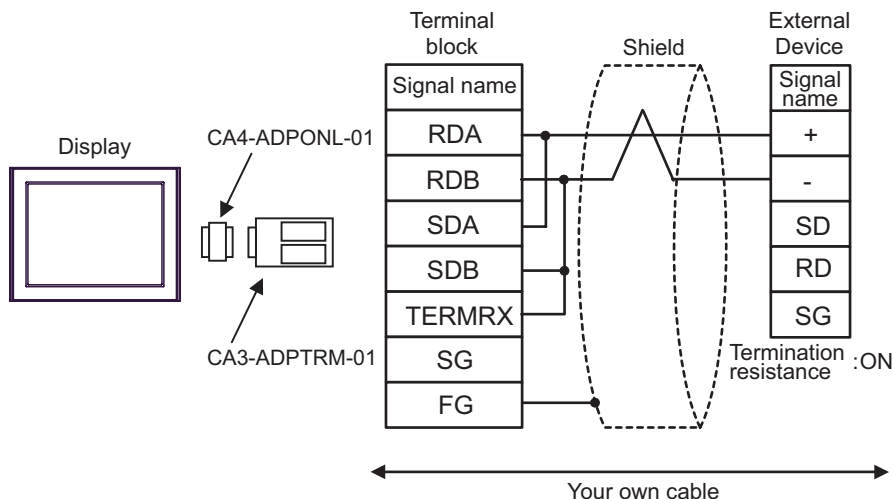 Display
CA4-ADPONL-01
CA3-ADPTRM-01
Terminal
block
Signal name
RDA
RDB
SDA
SDB
TERMRX
SG
FG
Shield
External
Device
Signal
name
+
-
SD
RD
SG
Termination
resistance :ON
Your own cable